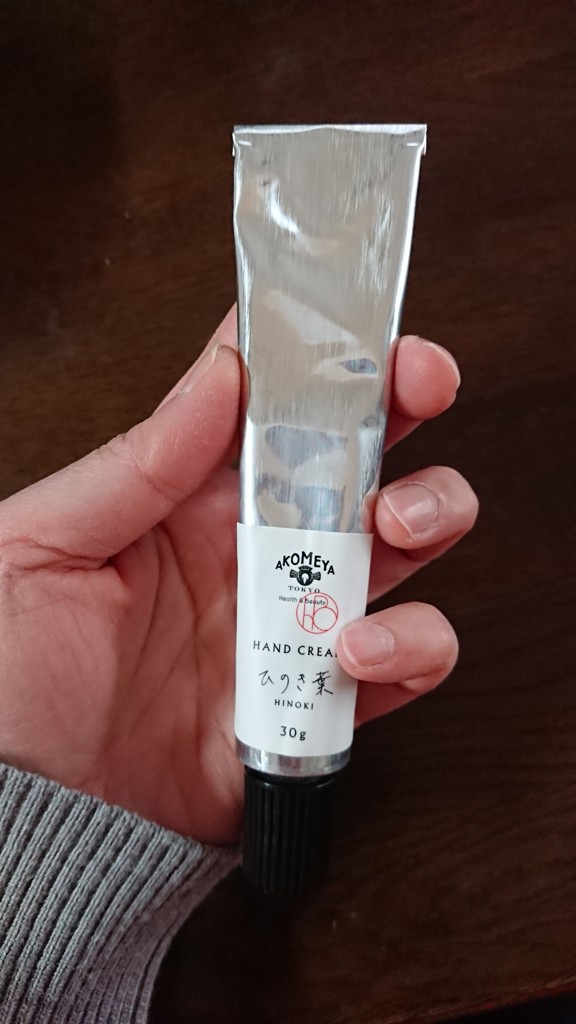 AKOMEYA
TOKYO
Health & Beauty
HAND CREA
ひのき葉
HINOKI
30g